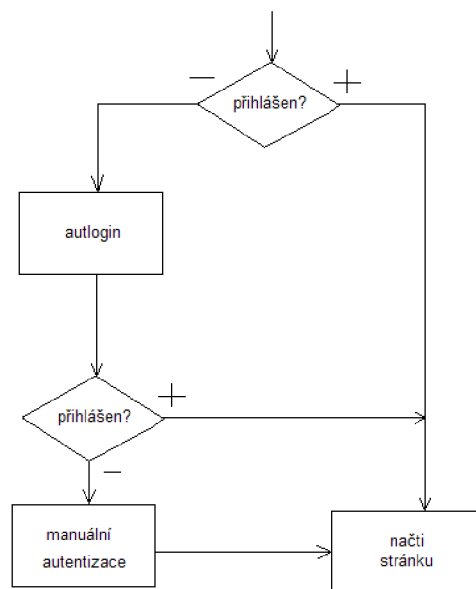 přihlášen?
autlogin
přihlášen?
manuální
autentizace
načti
stránku